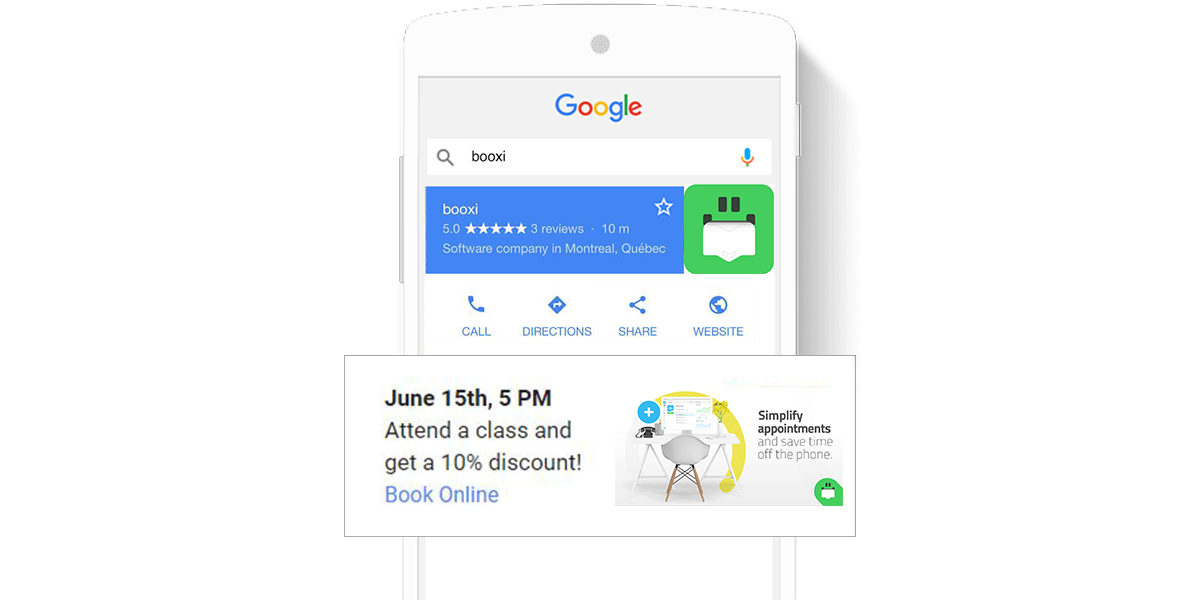 Google
booxi
booxi
5.0 ★★★★★ 3 reviews · 10 m
Software company in Montreal, Québec
CALL DIRECTIONS SHARE WEBSITE
June 15th, 5 PM
Attend a class and
get a 10% discount!
Book Online
Simplify
appointments
and save time
off the phone.